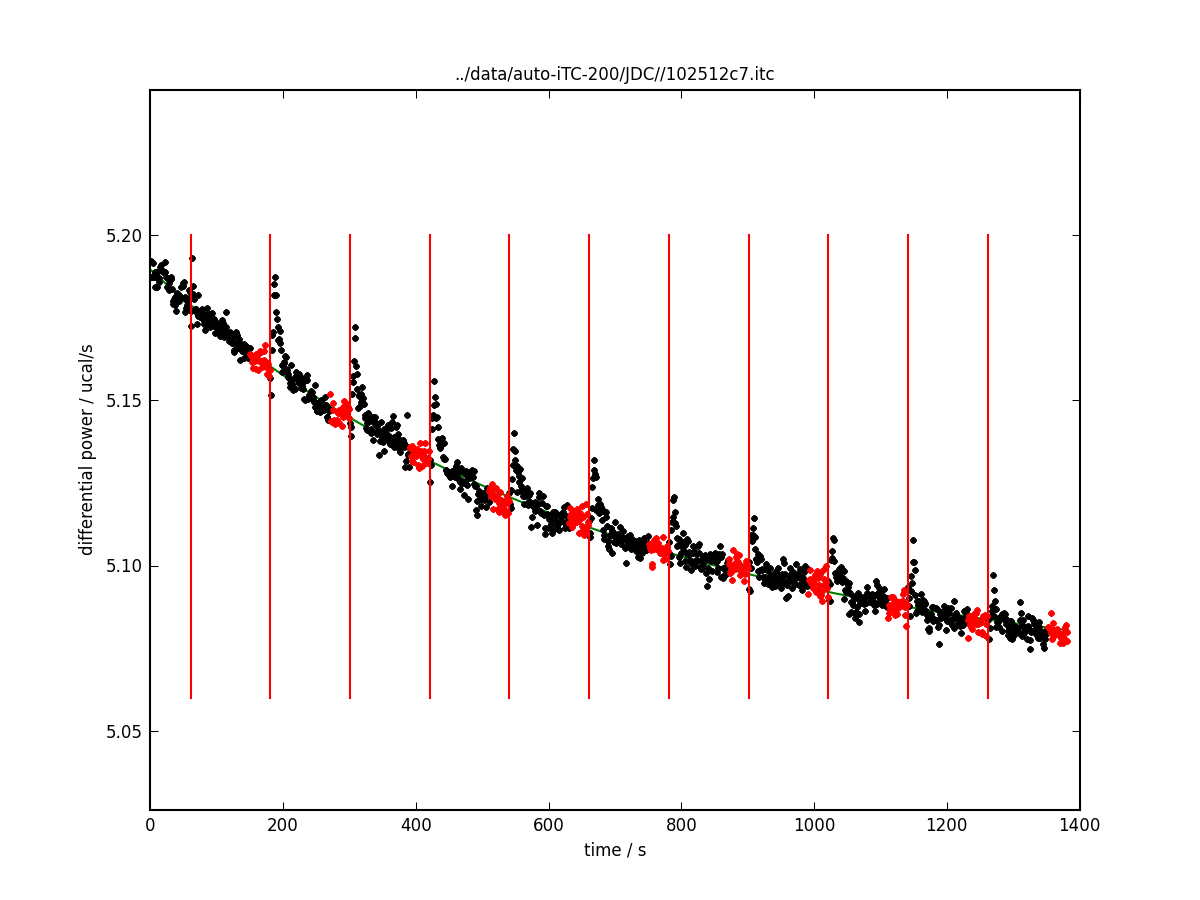 ../data/auto-iTC-200/JDC//102512c7.itc
5.20
5.15
5.10
5.05
differential power / ucal/s
0 200 400 600 800 1000 1200 1400
time / s